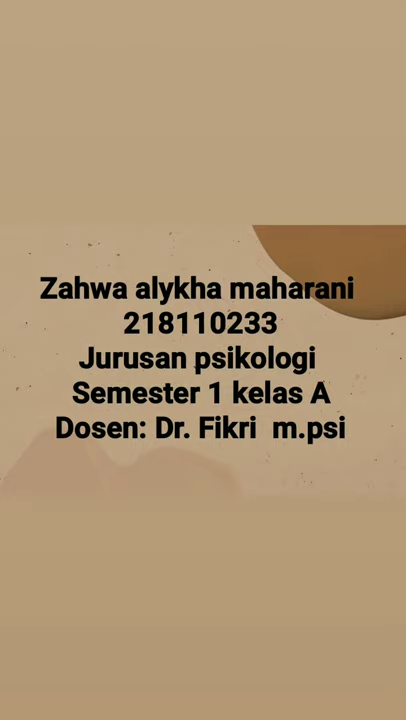 Zahwa alykha maharani
218110233
Jurusan psikologi
Semester 1 kelas A
Dosen: Dr. Fikri  m.psi